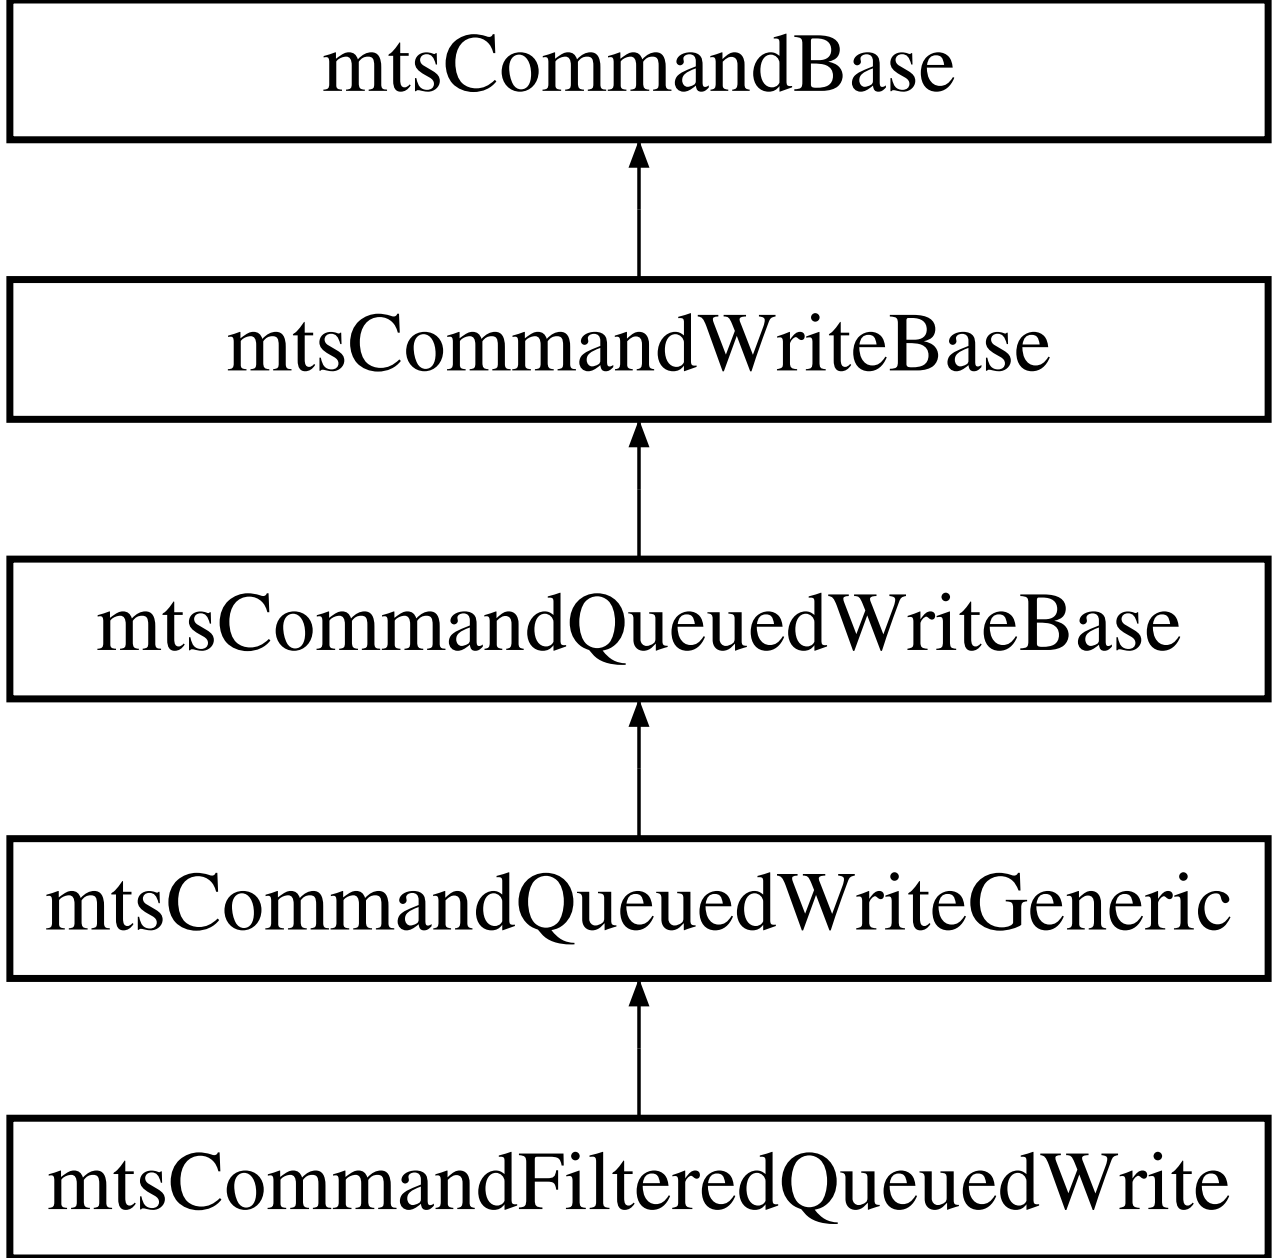 mtsCommandBase
mtsCommandWriteBase
mtsCommandQueuedWriteBase
mtsCommandQueuedWriteGeneric
mtsCommandFilteredQueuedWrite